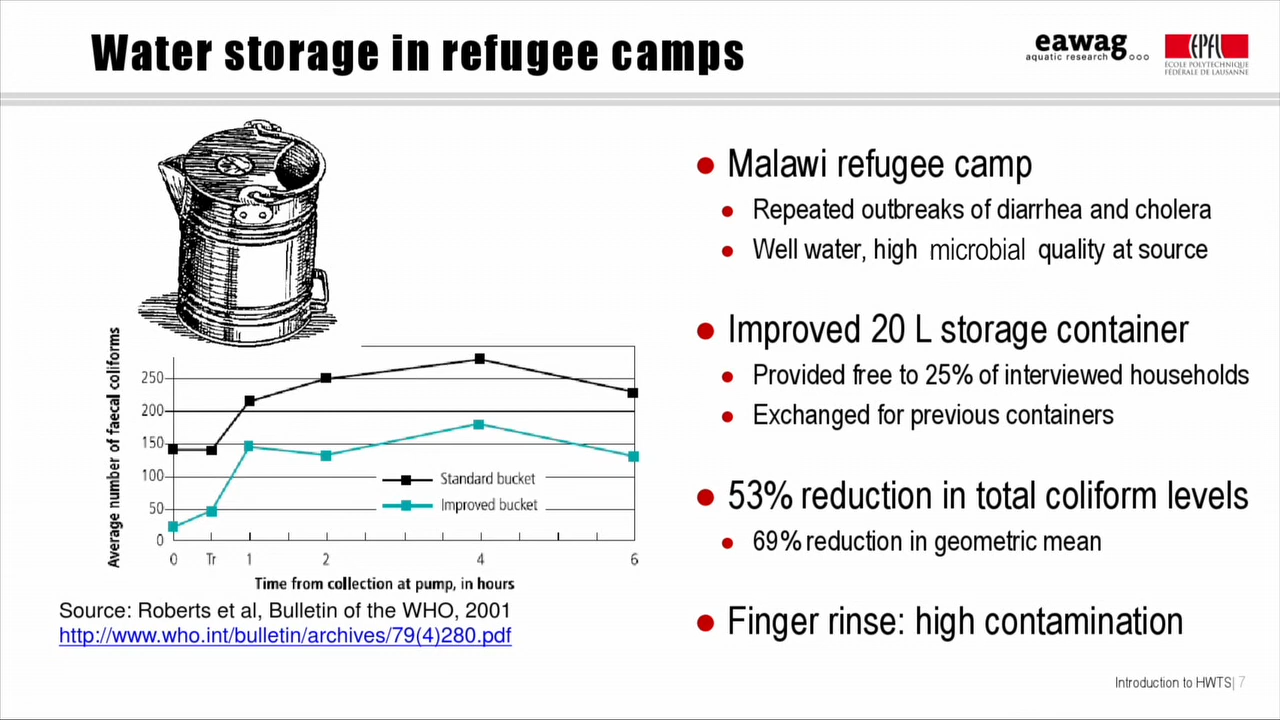 Water storage in refugee camps
eawag
aquatic research
EPFL
ECOLE POLYTECHNIQUE
FÉDÉRALE DE LAUSANNE
Average number of faecal coliforms
250
200
150
100
50
0
Standard bucket
Improved bucket
0 Tr 1 2 4 6
Time from collection at pump, in hours
Source: Roberts et al, Bulletin of the WHO, 2001
http://www.who.int/bulletin/archives/79(4)280.pdf
● Malawi refugee camp
● Repeated outbreaks of diarrhea and cholera
● Well water, high microbial quality at source
● Improved 20 L storage container
● Provided free to 25% of interviewed households
● Exchanged for previous containers
● 53% reduction in total coliform levels
● 69% reduction in geometric mean
● Finger rinse: high contamination
Introduction to HWTS| 7